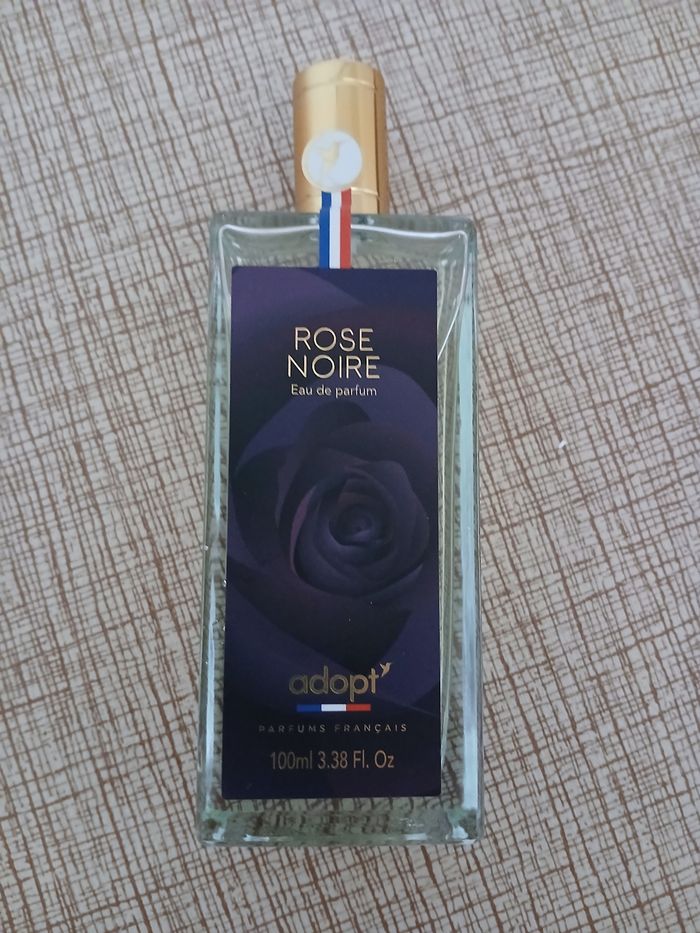 ROSE
NOIRE
Eau de parfum
adopt
PARFUMS FRANÇAIS
100ml 3.38 Fl. Oz